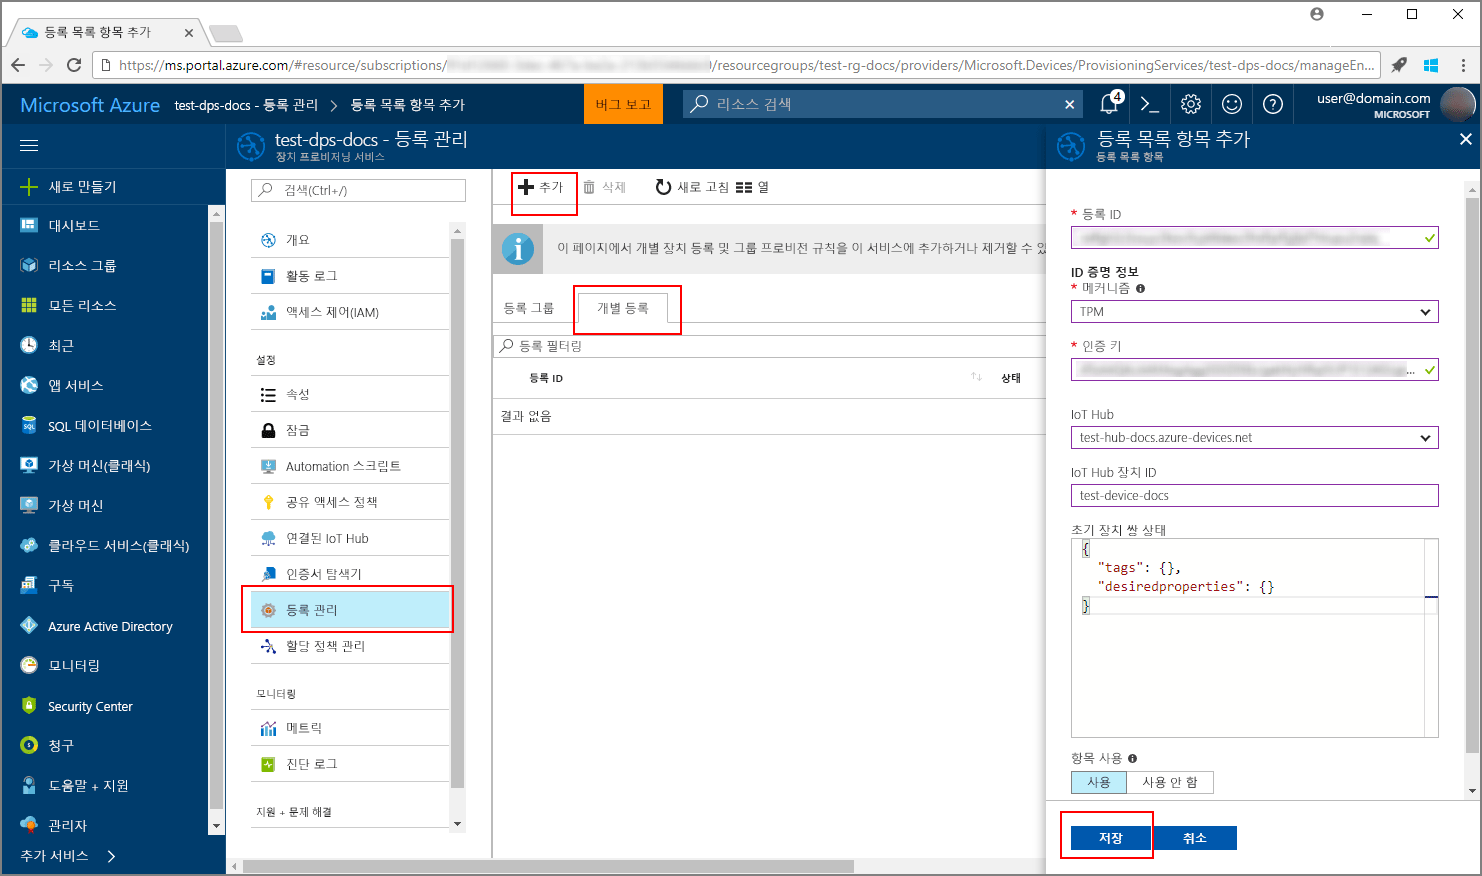 등록 목록 항목 추가
https://ms.portal.azure.com/#resource/subscriptions/
/resourcegroups/test-rg-docs/providers/Microsoft.Devices/ProvisioningServices/test-dps-docs/manageEn...
Microsoft Azure
test-dps-docs - 등록 관리
등록 목록 항목 추가
버그 보고
리소스 검색
4
user@domain.com
MICROSOFT
새로 만들기
대시보드
리소스 그룹
모든 리소스
최근
앱 서비스
SQL 데이터베이스
가상 머신(클래식)
가상 머신
클라우드 서비스(클래식)
구독
Azure Active Directory
모니터링
Security Center
청구
도움말 + 지원
관리자
추가 서비스
test-dps-docs - 등록 관리
장치 프로비저닝 서비스
검색(Ctrl+/)
개요
활동 로그
액세스 제어(IAM)
설정
속성
잠금
Automation 스크립트
공유 액세스 정책
연결된 IoT Hub
인증서 탐색기
등록 관리
할당 정책 관리
모니터링
메트릭
진단 로그
지원 + 문제 해결
추가
삭제
새로 고침
열
이 페이지에서 개별 장치 등록 및 그룹 프로비전 규칙을 이 서비스에 추가하거나 제거할 수
등록 그룹
개별 등록
등록 필터링
등록 ID
상태
결과 없음
등록 목록 항목 추가
등록 목록 항목
* 등록 ID
ID 증명 정보
* 메커니즘
TPM
* 인증 키
...
IoT Hub
test-hub-docs.azure-devices.net
IoT Hub 장치 ID
test-device-docs
초기 장치 쌍 상태
{
"tags": {},
"desiredproperties": {}
}
항목 사용
사용
사용 안 함
저장
취소